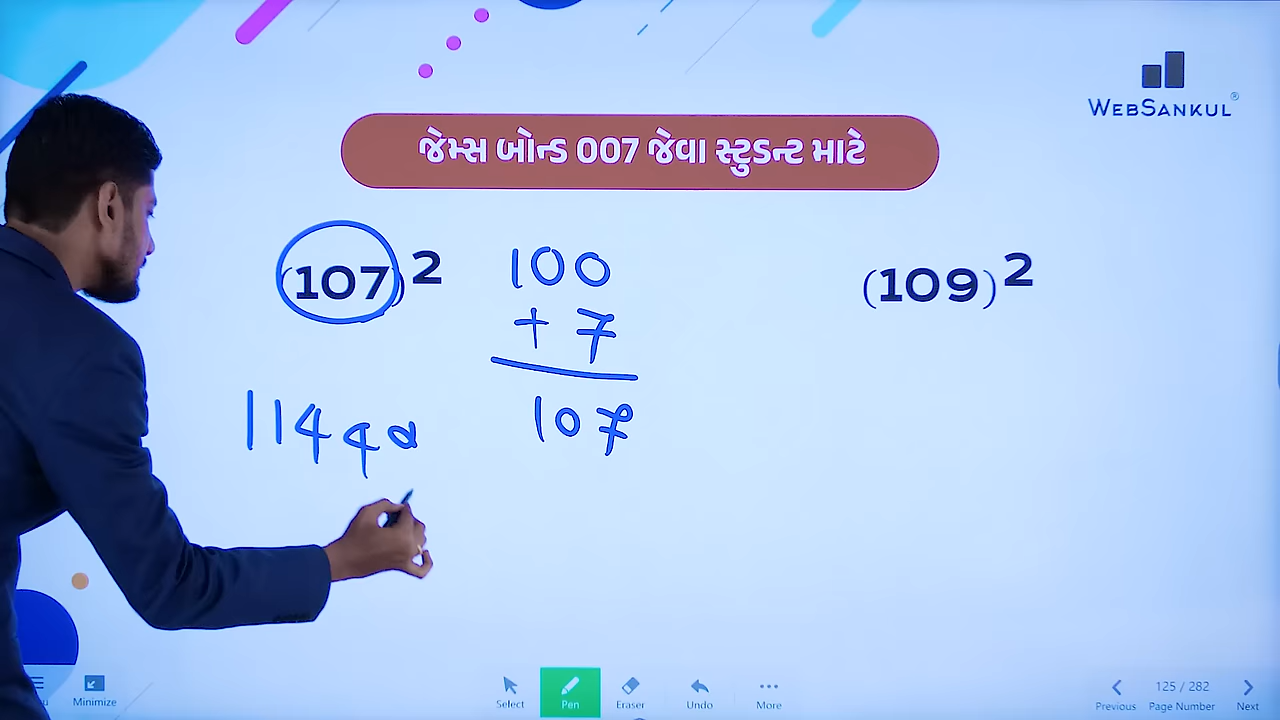 WEBSANKUL®
જેમ્સ બોન્ડ 007 જેવા સ્ટુડન્ટ માટે
(107)²
100
+ 7
107
(109)²
Minimize
Select
Pen
Eraser
Undo
More
Previous
125 / 282
Page Number
Next